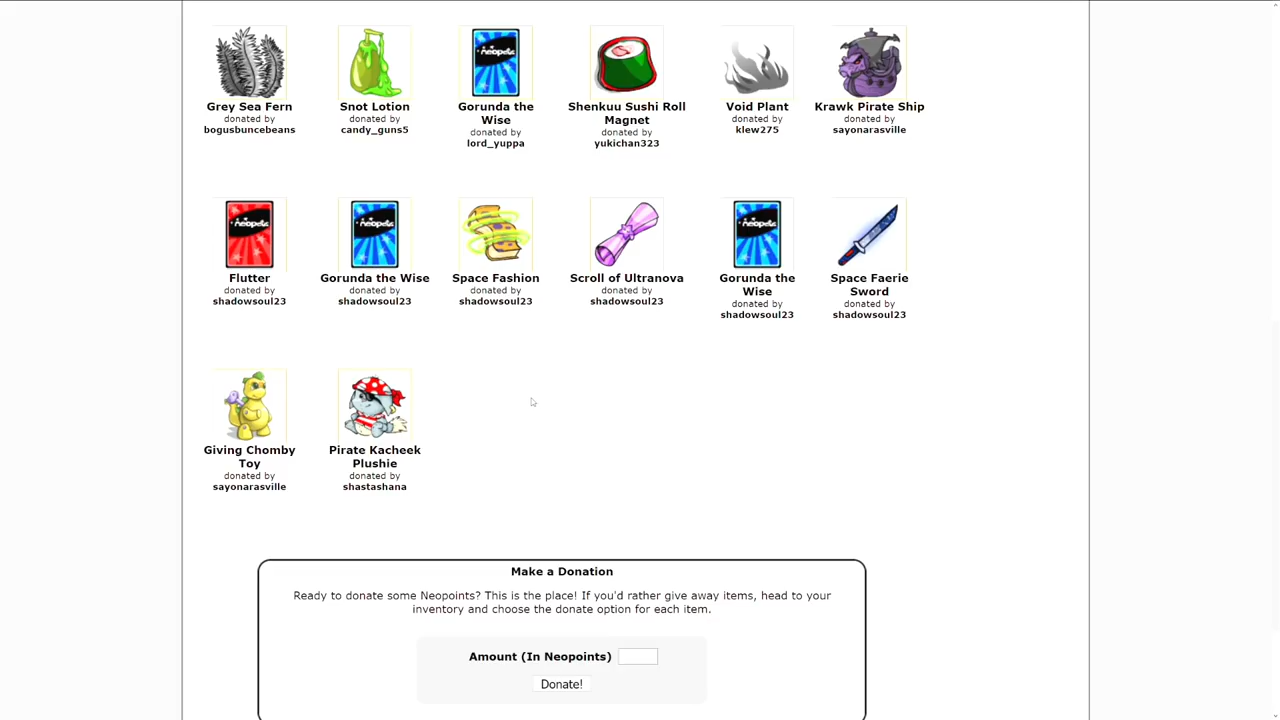 neopets
Grey Sea Fern
donated by
bogusbuncebeans
Snot Lotion
donated by
candy_guns5
Gorunda the
Wise
donated by
lord_yuppa
Shenkuu Sushi Roll
Magnet
donated by
yukichan323
Void Plant
donated by
klew275
Krawk Pirate Ship
donated by
sayonarasville
neopets
neopets
neopets
Flutter
donated by
shadowsoul23
Gorunda the Wise
donated by
shadowsoul23
Space Fashion
donated by
shadowsoul23
Scroll of Ultranova
donated by
shadowsoul23
Gorunda the
Wise
donated by
shadowsoul23
Space Faerie
Sword
donated by
shadowsoul23
Giving Chomby
Toy
donated by
sayonarasville
Pirate Kacheek
Plushie
donated by
shastashana
Make a Donation
Ready to donate some Neopoints? This is the place! If you'd rather give away items, head to your
inventory and choose the donate option for each item.
Amount (In Neopoints)
Donate!